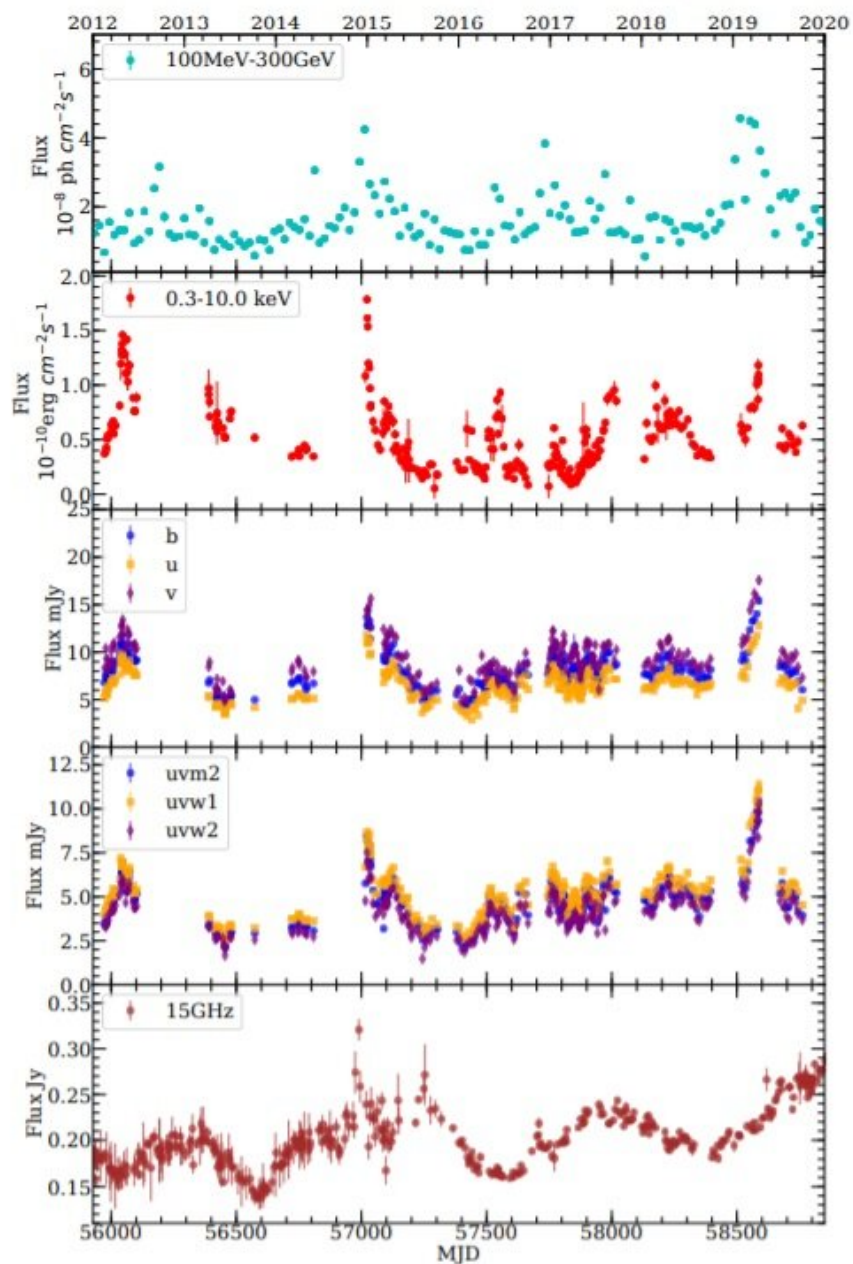 2012 2013 2014 2015 2016 2017 2018 2019 2020
100MeV-300GeV
6
4
2
Flux
10⁻⁸ ph cm⁻²s⁻¹
0.3-10.0 keV
2.0
1.5
1.0
0.5
0.0
Flux
10⁻¹⁰erg cm⁻²s⁻¹
b
u
v
25
20
15
10
5
0
Flux mJy
uvm2
uvw1
uvw2
12.5
10.0
7.5
5.0
2.5
0.0
Flux mJy
15GHz
0.35
0.30
0.25
0.20
0.15
Flux Jy
56000 56500 57000 57500 58000 58500
MJD